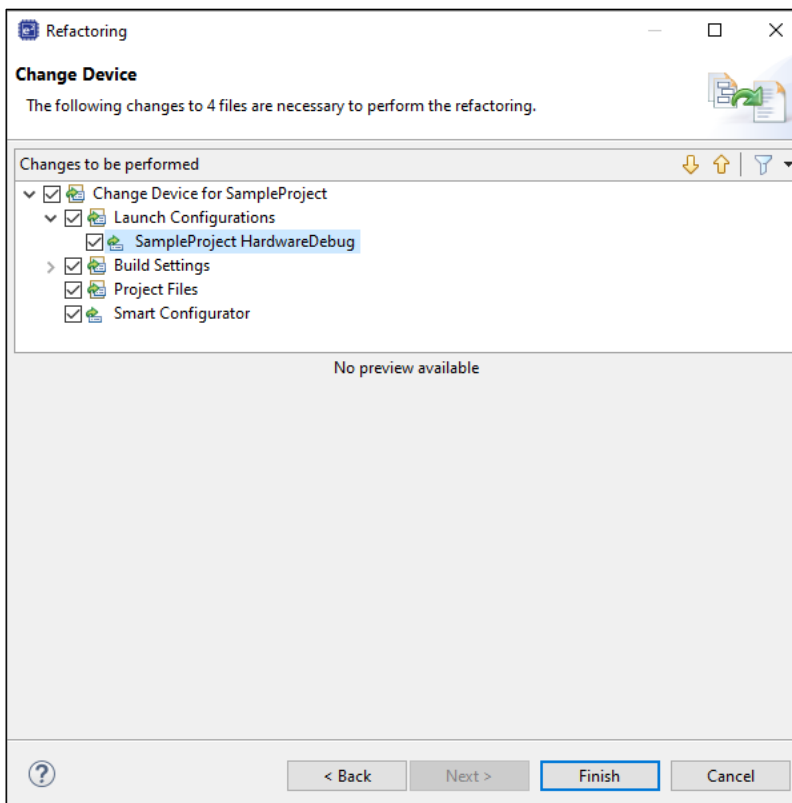 Refactoring
Change Device
The following changes to 4 files are necessary to perform the refactoring.
Changes to be performed
Change Device for SampleProject
Launch Configurations
SampleProject HardwareDebug
Build Settings
Project Files
Smart Configurator
No preview available
? < Back Next > Finish Cancel